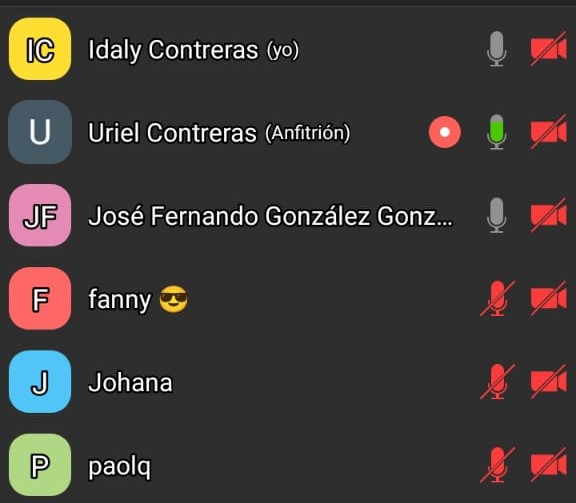 IC Idaly Contreras (yo)
U Uriel Contreras (Anfitrión)
JF José Fernando González Gonz...
F fanny 😎
J Johana
P paolq